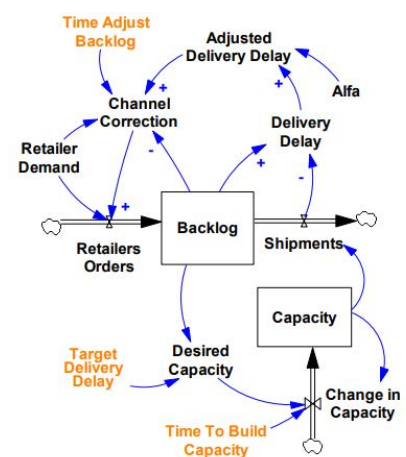 Time Adjust
Backlog
Adjusted
Delivery Delay
+
+
Alfa
Channel
Correction
Delivery
Delay
-
+
-
Retailer
Demand
+
Backlog
Retailers
Orders
Shipments
Capacity
Target
Delivery
Delay
Desired
Capacity
Change in
Capacity
Time To Build
Capacity